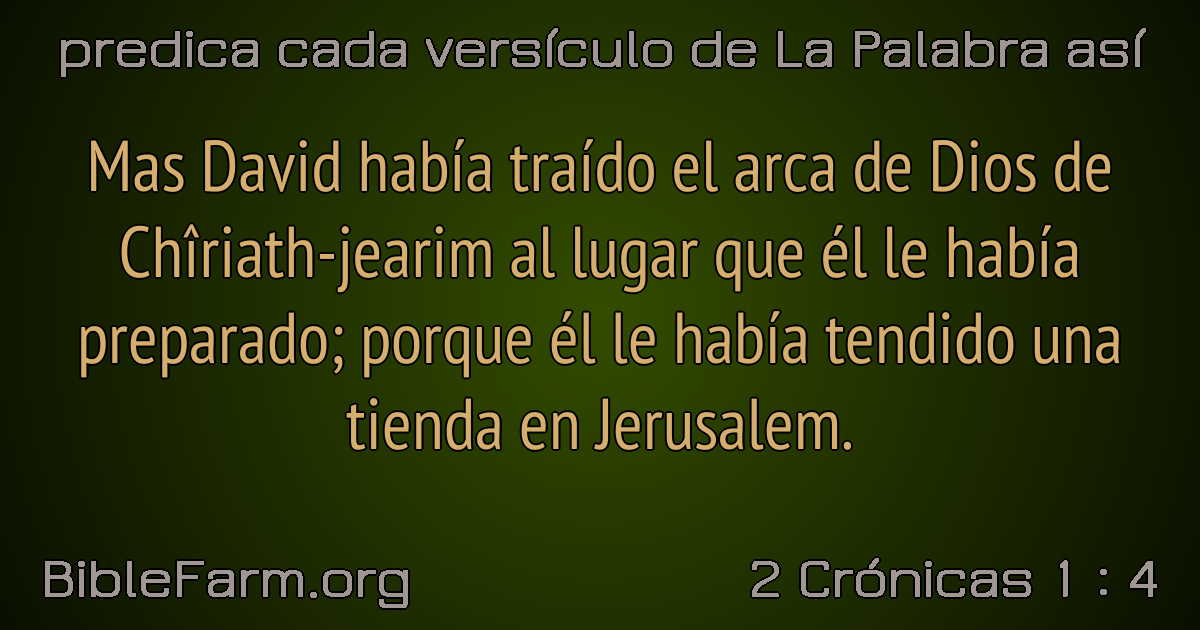 predica cada versículo de La Palabra así
Mas David había traído el arca de Dios de
Chîriath-jearim al lugar que él le había
preparado; porque él le había tendido una
tienda en Jerusalem.
BibleFarm.org
2 Crónicas 1 : 4